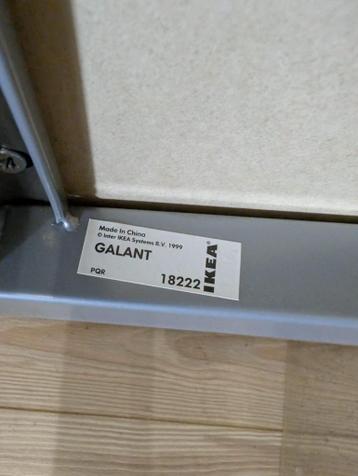 Made in China
© Inter IKEA Systems B.V. 1999
GALANT
PQR
18222
IKEA®